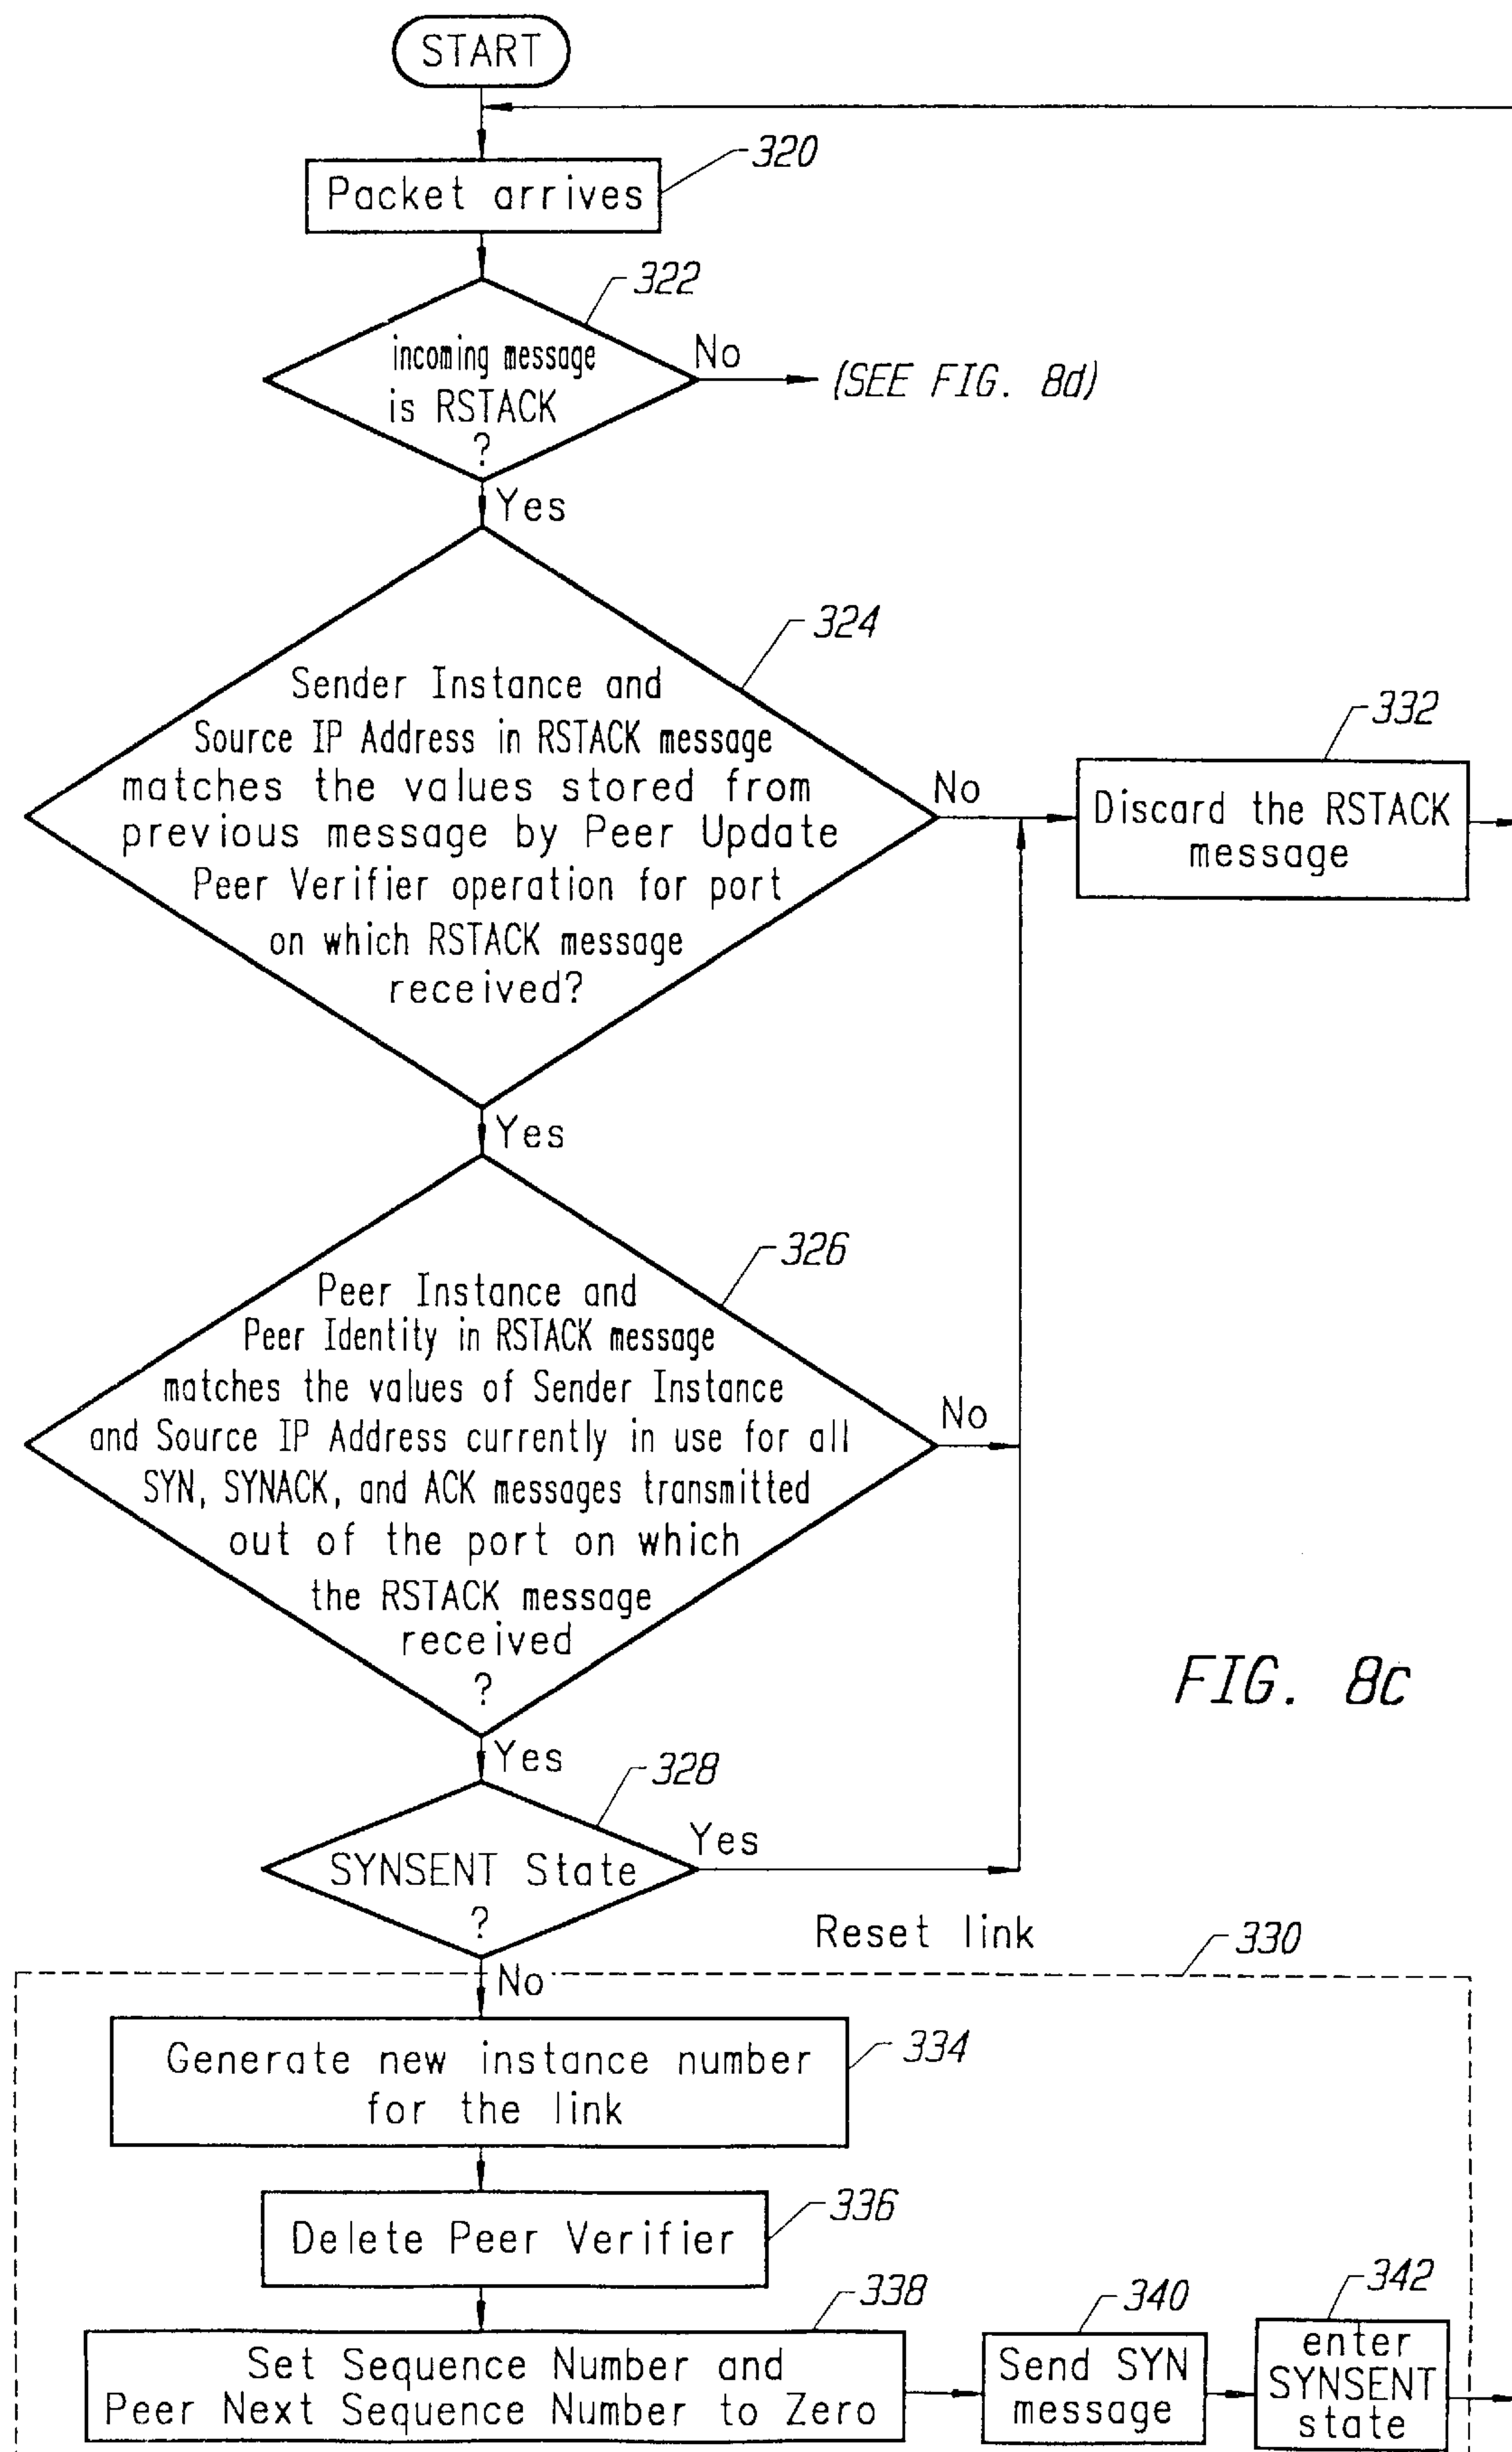 START
320
Packet arrives
322
incoming message
is RSTACK
?
No
(SEE FIG. 8d)
Yes
324
Sender Instance and
Source IP Address in RSTACK message
matches the values stored from
previous message by Peer Update
Peer Verifier operation for port
on which RSTACK message
received?
No
332
Discard the RSTACK
message
Yes
326
Peer Instance and
Peer Identity in RSTACK message
matches the values of Sender Instance
and Source IP Address currently in use for all
SYN, SYNACK, and ACK messages transmitted
out of the port on which
the RSTACK message
received
?
No
FIG. 8c
Yes
328
SYNSENT State
?
Yes
Reset link
330
No
Generate new instance number
for the link
334
Delete Peer Verifier
336
338
Set Sequence Number and
Peer Next Sequence Number to Zero
340
Send SYN
message
342
enter
SYNSENT
state